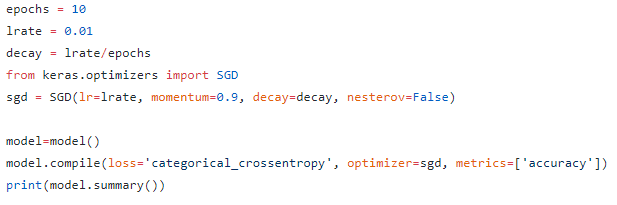 epochs = 10
lrate = 0.01
decay = lrate/epochs
from keras.optimizers import SGD
sgd = SGD(lr=lrate, momentum=0.9, decay=decay, nesterov=False)
model=model()
model.compile(loss='categorical_crossentropy', optimizer=sgd, metrics=['accuracy'])
print(model.summary())